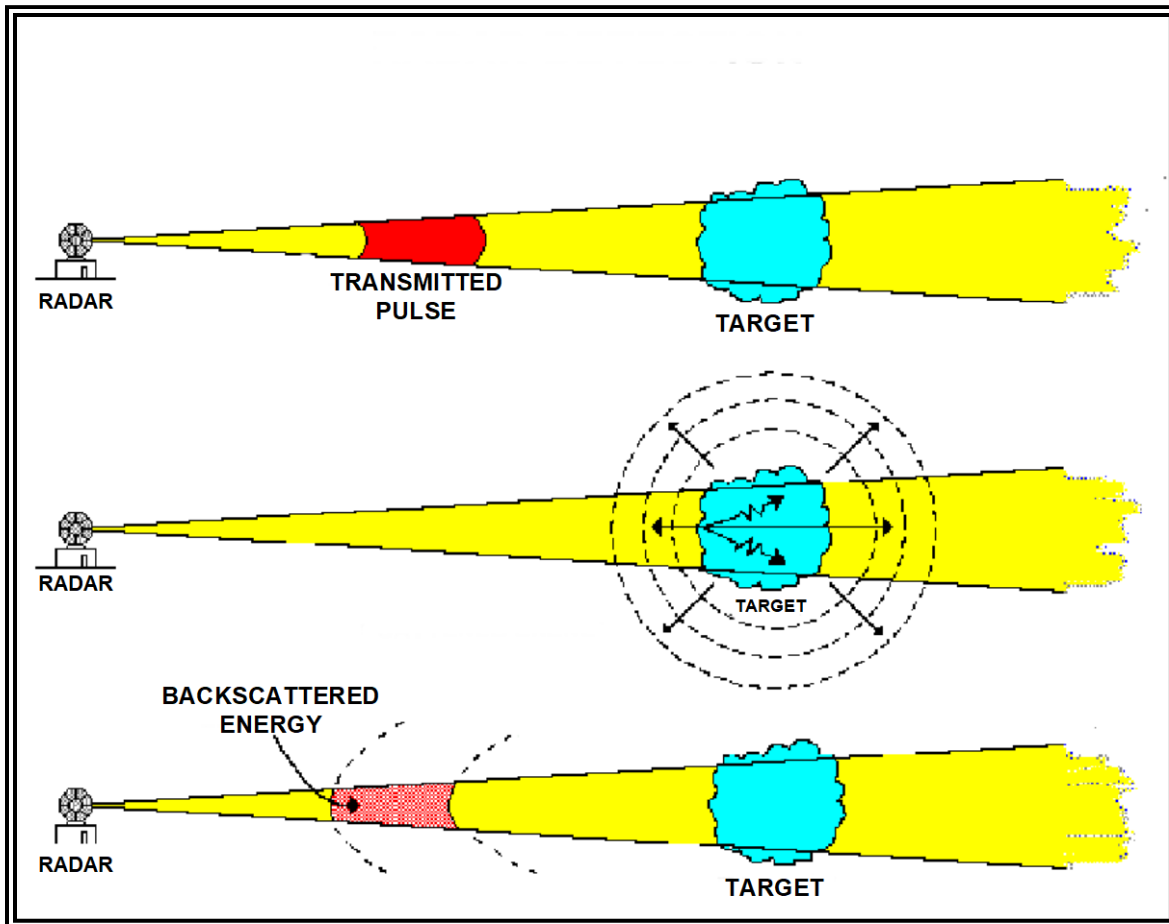 RADAR
TRANSMITTED
PULSE
TARGET
RADAR
TARGET
BACKSCATTERED
ENERGY
RADAR
TARGET